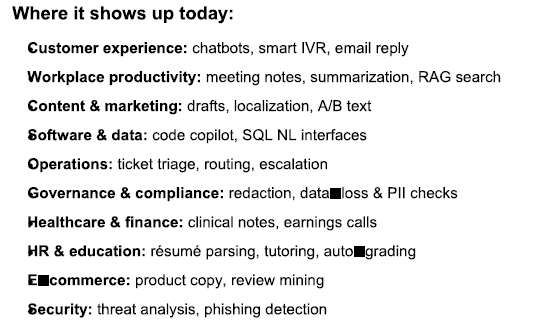 Where it shows up today:
• Customer experience: chatbots, smart IVR, email reply
• Workplace productivity: meeting notes, summarization, RAG search
• Content & marketing: drafts, localization, A/B text
• Software & data: code copilot, SQL NL interfaces
• Operations: ticket triage, routing, escalation
• Governance & compliance: redaction, data■loss & PII checks
• Healthcare & finance: clinical notes, earnings calls
• HR & education: résumé parsing, tutoring, auto■grading
• E■commerce: product copy, review mining
• Security: threat analysis, phishing detection